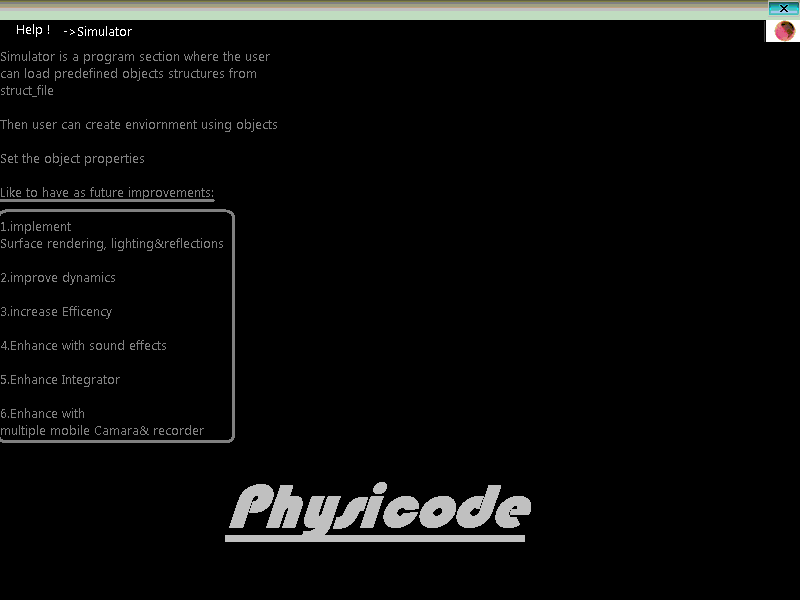 Help ! ->Simulator
Simulator is a program section where the user
can load predefined objects structures from
struct_file
Then user can create enviornment using objects
Set the object properties
Like to have as future improvements:
1.implement
Surface rendering, lighting&reflections
2.improve dynamics
3.increase Efficency
4.Enhance with sound effects
5.Enhance Integrator
6.Enhance with
multiple mobile Camara& recorder
Physicode